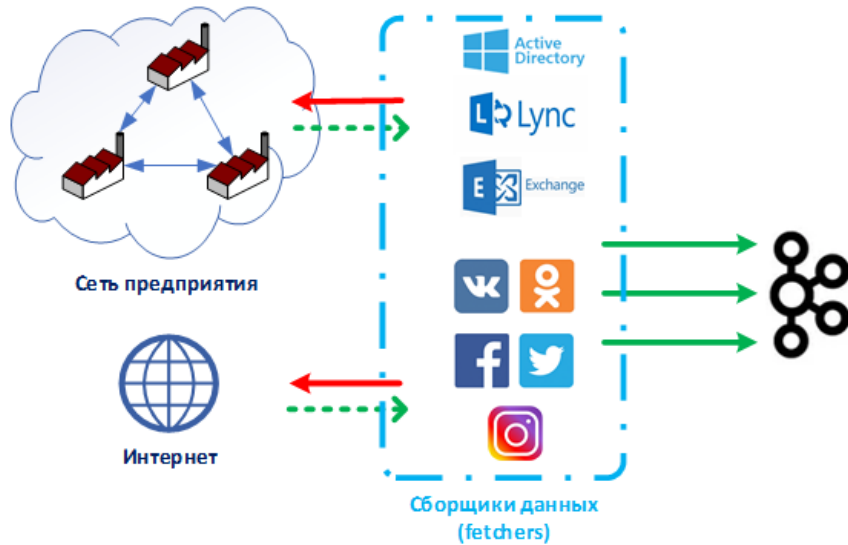 Active
Directory
Lync
Exchange
Сеть предприятия
Интернет
Сборщики данных
(fetchers)